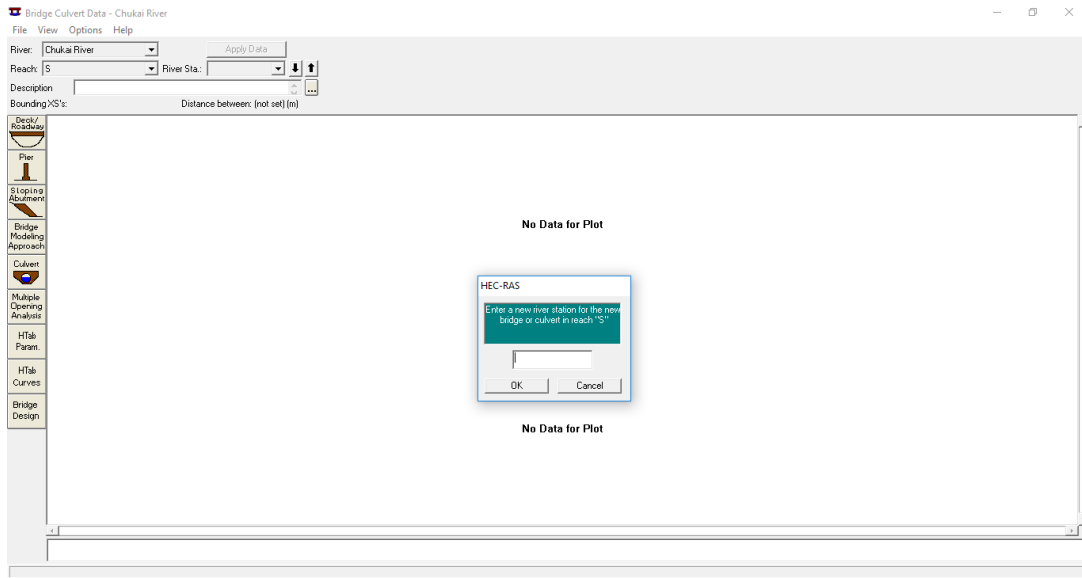 Bridge Culvert Data - Chukai River
File View Options Help
River: Chukai River Apply Data
Reach: S River Sta.:
Description ...
Bounding XS's: Distance between: (not set) (m)
Deck/
Roadway
Pier
Sloping
Abutment
Bridge
Modeling
Approach
Culvert
Multiple
Opening
Analysis
HTab
Param.
HTab
Curves
Bridge
Design
No Data for Plot
HEC-RAS
Enter a new river station for the new
bridge or culvert in reach "S"
OK Cancel
No Data for Plot